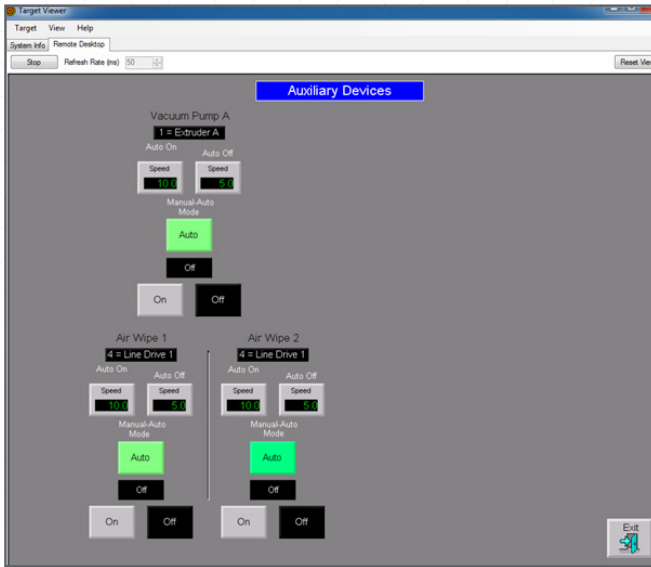 Target Viewer
Target View Help
System Info Remote Desktop
Stop Refresh Rate (ms) 50 Reset View
Auxiliary Devices
Vacuum Pump A
1 = Extruder A
Auto On Auto Off
Speed Speed
10.0 5.0
Manual-Auto
Mode
Auto
Off
On Off
Air Wipe 1 Air Wipe 2
4 = Line Drive 1 4 = Line Drive 1
Auto On Auto Off Auto On Auto Off
Speed Speed Speed Speed
10.0 5.0 10.0 5.0
Manual-Auto Manual-Auto
Mode Mode
Auto Auto
Off Off
On Off On Off
Exit